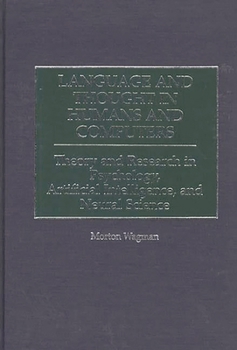 LANGUAGE AND
THOUGHT IN
HUMANS AND
COMPUTERS
Theory and Research in
Psychology,
Artificial Intelligence, and
Neural Science
Morton Wagman